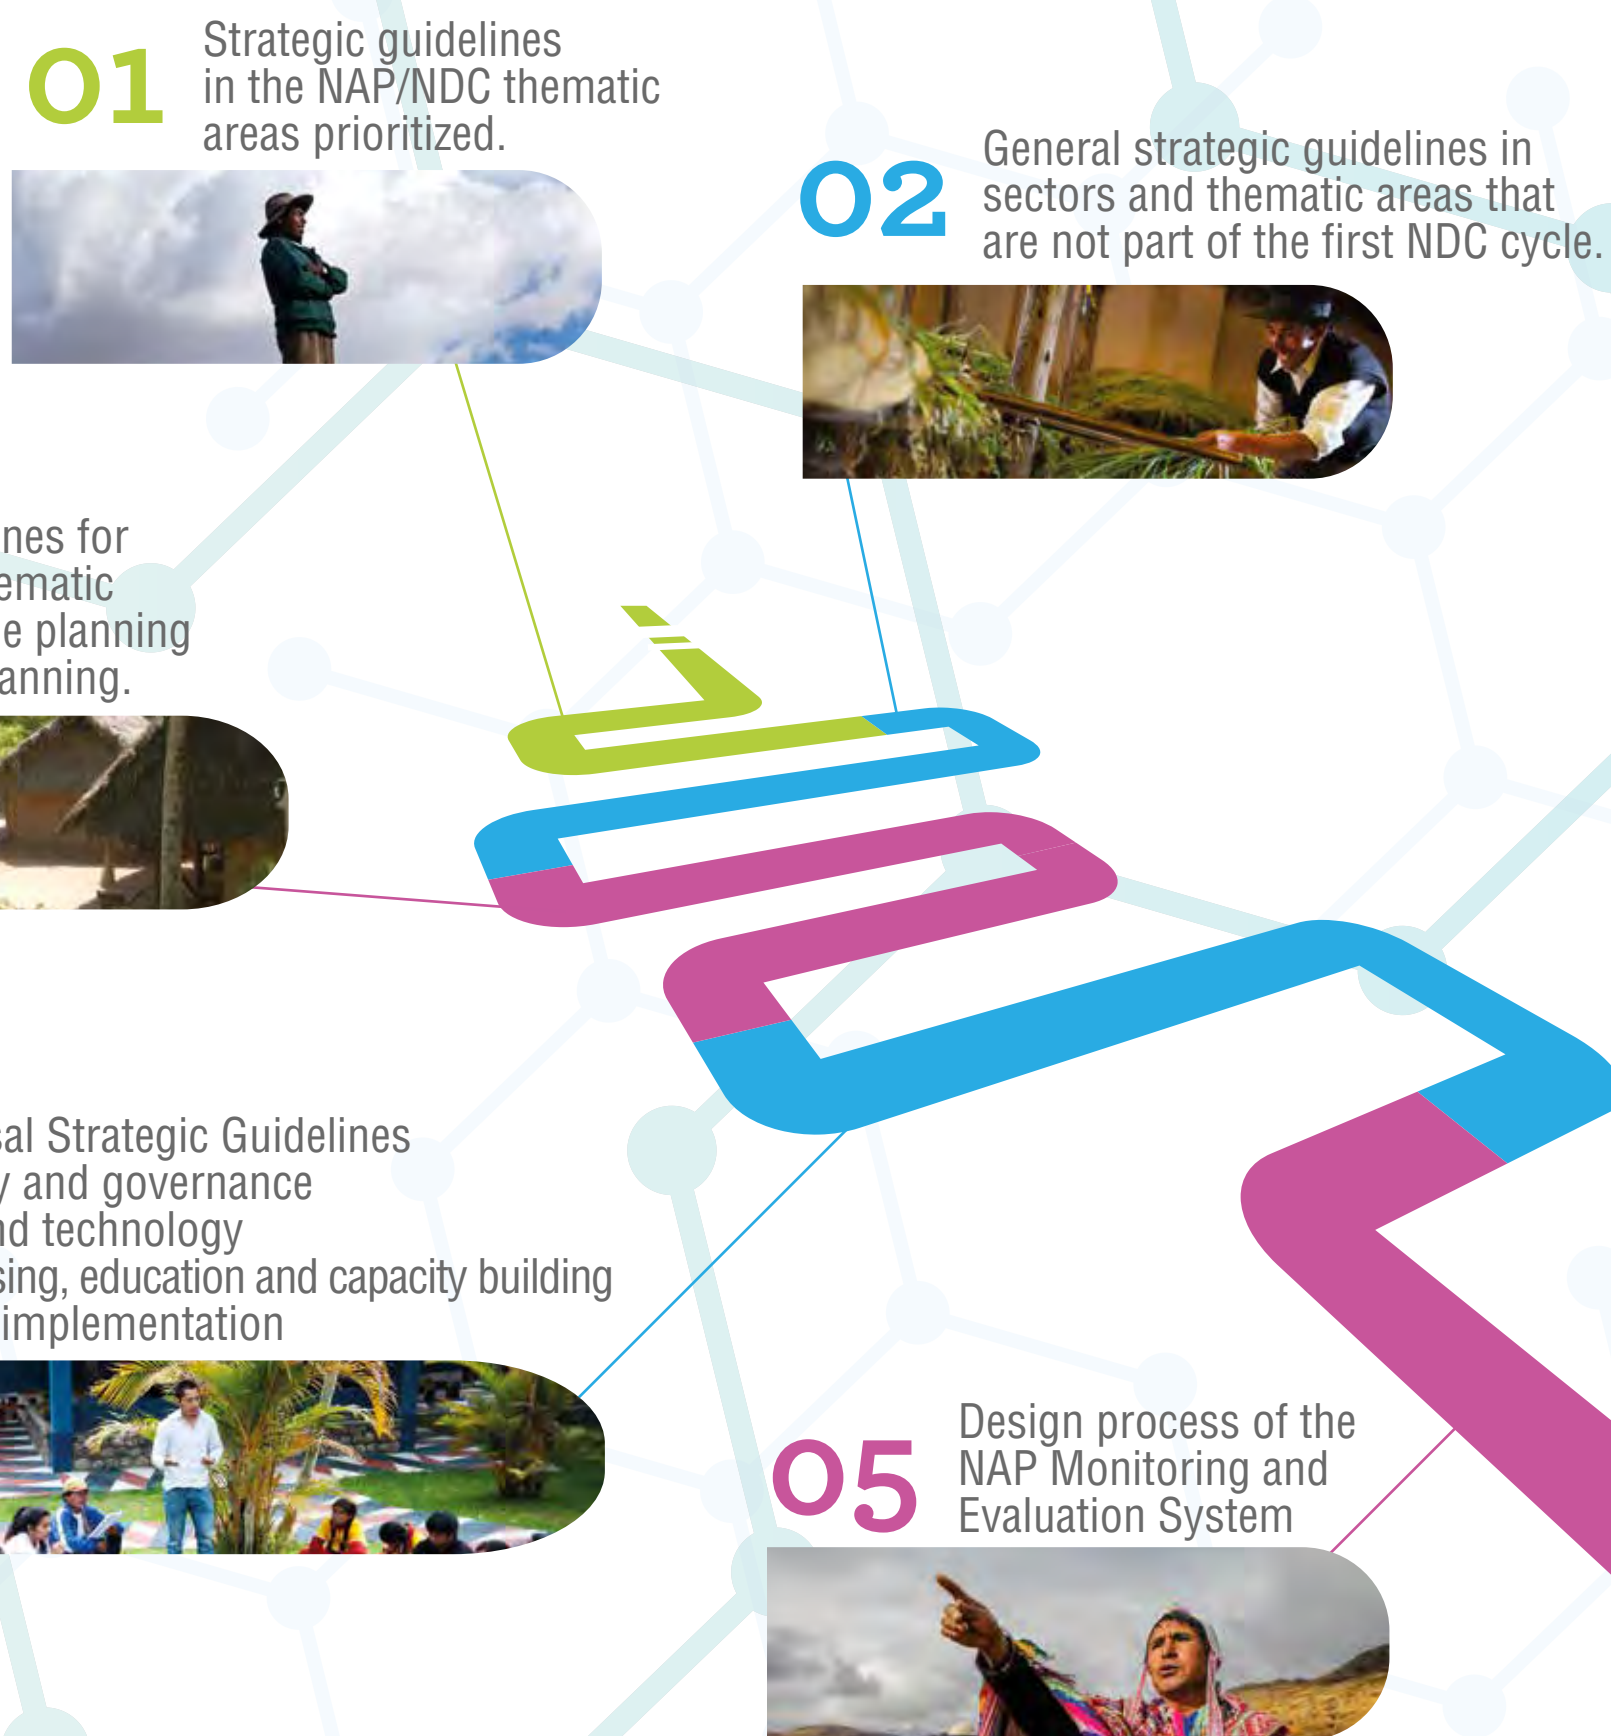 01
Strategic guidelines
in the NAP/NDC thematic
areas prioritized.
02
General strategic guidelines in
sectors and thematic areas that
are not part of the first NDC cycle.
nes for
ematic
e planning
anning.
sal Strategic Guidelines
y and governance
nd technology
sing, education and capacity building
implementation
05
Design process of the
NAP Monitoring and
Evaluation System